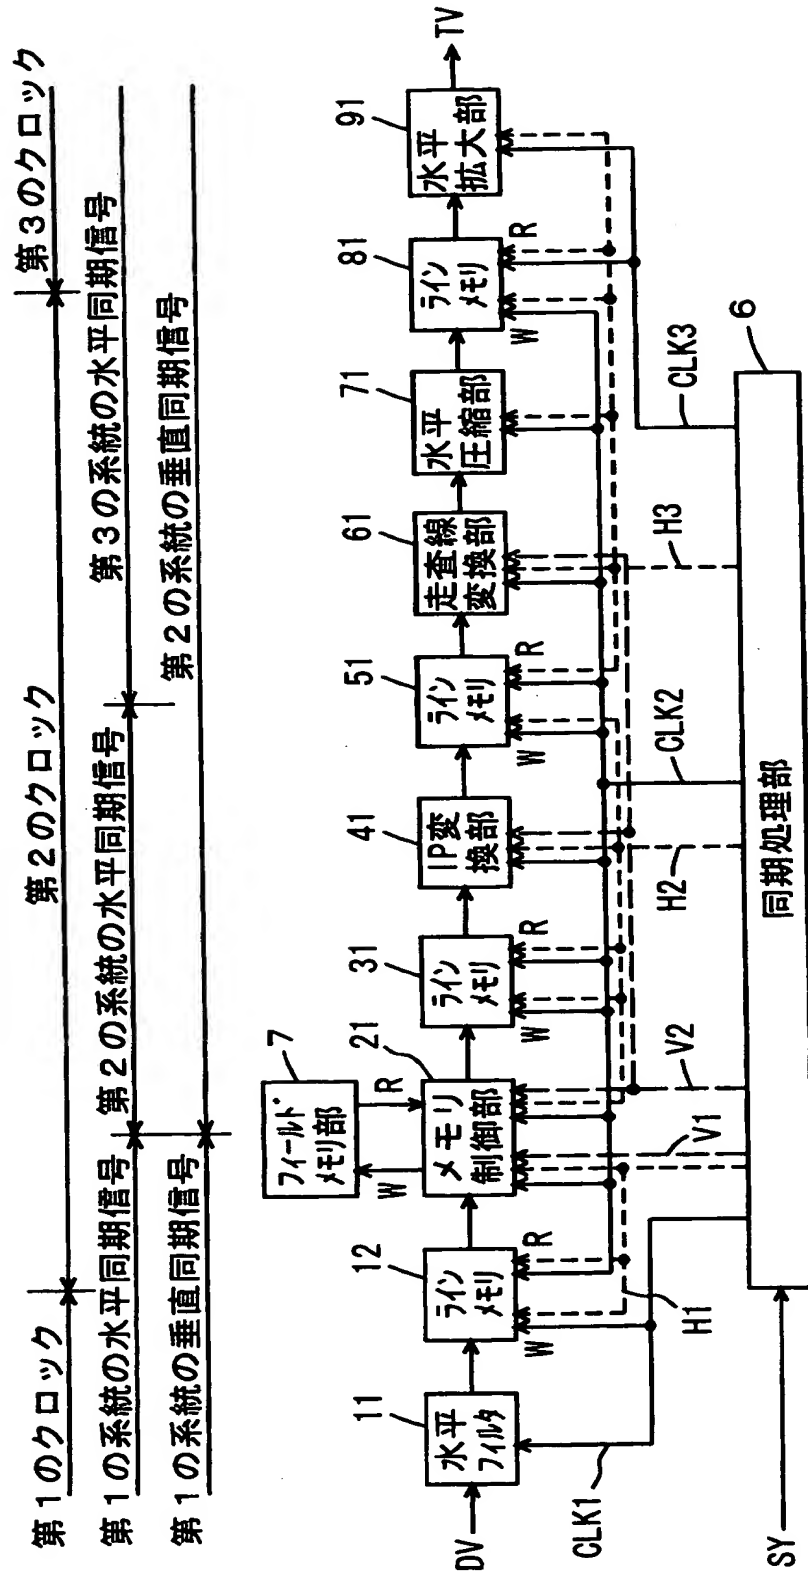 第1のクロック
第2のクロック
第3のクロック
第1の系統の水平同期信号
第2の系統の水平同期信号
第3の系統の水平同期信号
第1の系統の垂直同期信号
第2の系統の垂直同期信号
DV
11
水平
フィルタ
12
ライン
メモリ
W
R
7
フィールド
メモリ部
W
R
21
メモリ
制御部
31
ライン
メモリ
W
R
41
IP変
換部
51
ライン
メモリ
W
R
61
走査線
変換部
71
水平
圧縮部
81
ライン
メモリ
W
R
91
水平
拡大部
TV
CLK1
H1
V1
V2
H2
CLK2
H3
CLK3
6
SY
同期処理部